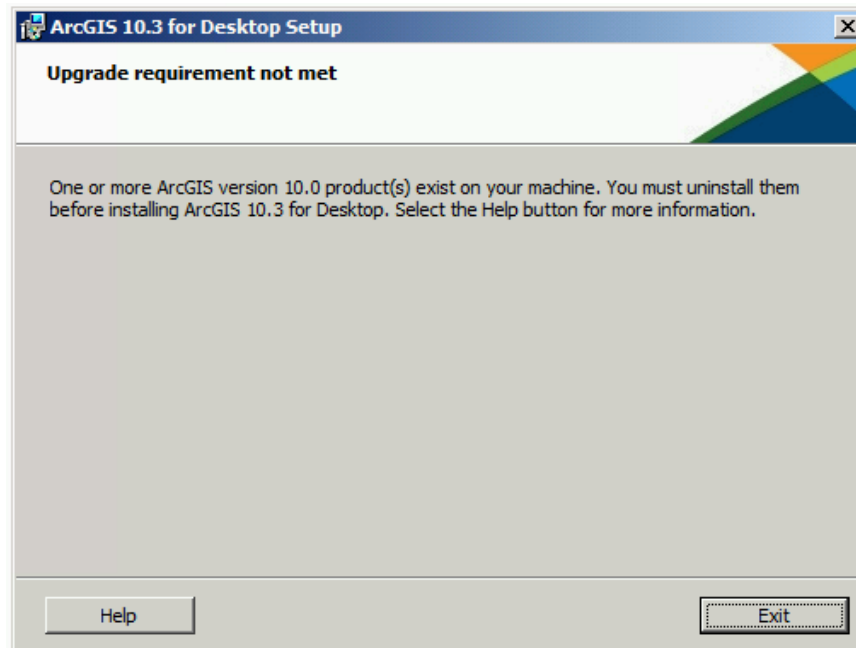 ArcGIS 10.3 for Desktop Setup
Upgrade requirement not met
One or more ArcGIS version 10.0 product(s) exist on your machine. You must uninstall them
before installing ArcGIS 10.3 for Desktop. Select the Help button for more information.
Help
Exit